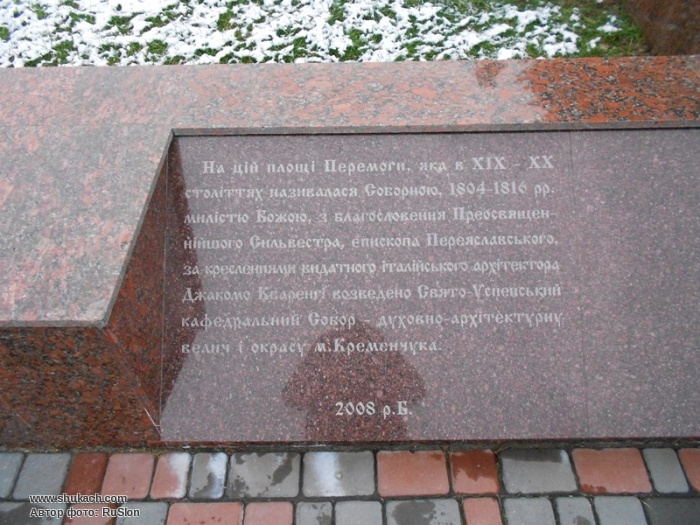 На цій площі Перемоги, яка в XIX - XX
століттях називалася Соборною, 1804-1816 рр.
милістю Божою, з благословення Преосвящен-
нійшого Сильвестра, єпископа Переяславського,
за кресленнями видатного італійського архітектора
Джакомо Кваренгі возведено Свято-Успенський
кафедральний Собор - духовно-архітектурну
велич і окрасу м.Кременчука.
2008 р.Б.
www.shukach.com
Автор фото: RuSlon